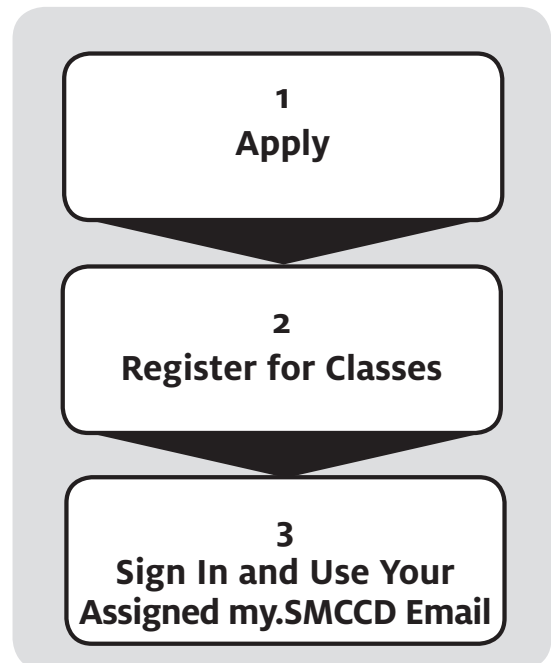 1
Apply
2
Register for Classes
3
Sign In and Use Your
Assigned my.SMCCD Email